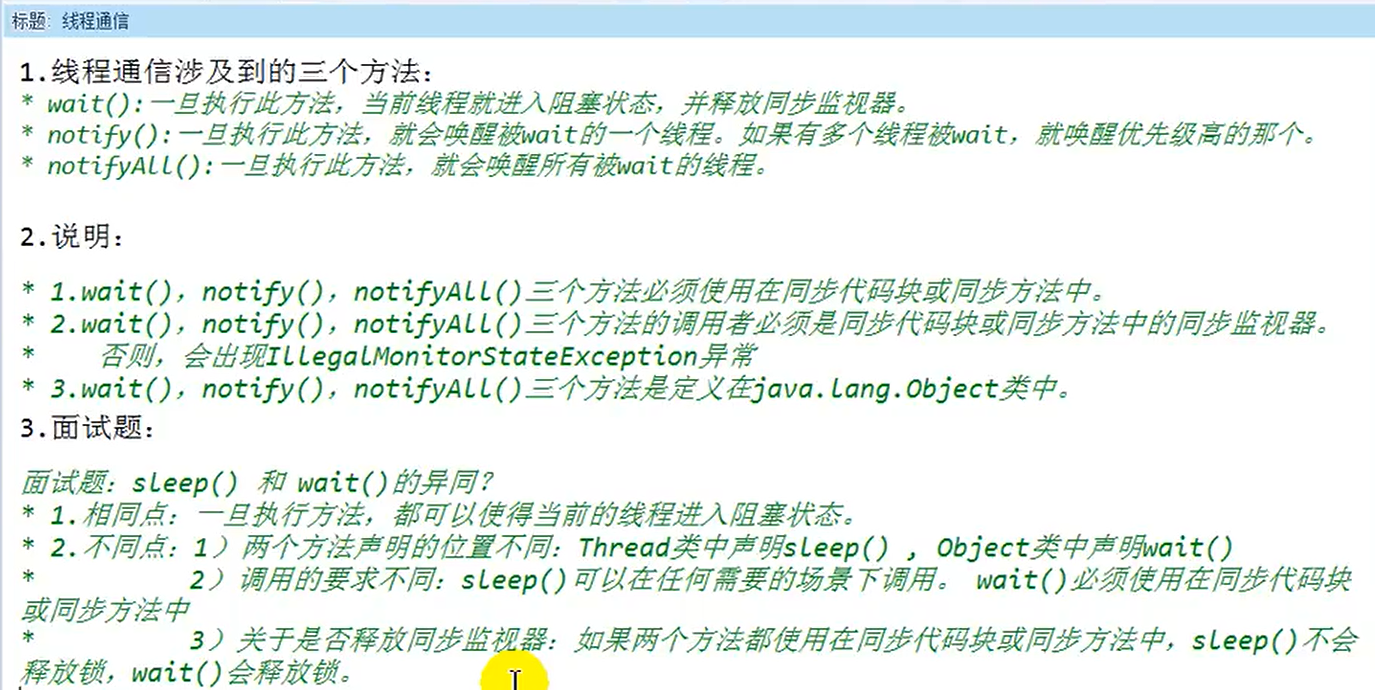 标题: 线程通信
1.线程通信涉及到的三个方法：
* wait():一旦执行此方法，当前线程就进入阻塞状态，并释放同步监视器。
* notify():一旦执行此方法，就会唤醒被wait的一个线程。如果有多个线程被wait，就唤醒优先级高的那个。
* notifyAll():一旦执行此方法，就会唤醒所有被wait的线程。
2.说明：
* 1.wait()，notify()，notifyAll()三个方法必须使用在同步代码块或同步方法中。
* 2.wait()，notify()，notifyAll()三个方法的调用者必须是同步代码块或同步方法中的同步监视器。
* 否则，会出现IllegalMonitorStateException异常
* 3.wait()，notify()，notifyAll()三个方法是定义在java.lang.Object类中。
3.面试题：
面试题：sleep() 和 wait()的异同？
* 1.相同点：一旦执行方法，都可以使得当前的线程进入阻塞状态。
* 2.不同点：1）两个方法声明的位置不同：Thread类中声明sleep() , Object类中声明wait()
* 2）调用的要求不同：sleep()可以在任何需要的场景下调用。 wait()必须使用在同步代码块
或同步方法中
* 3）关于是否释放同步监视器：如果两个方法都使用在同步代码块或同步方法中，sleep()不会
释放锁，wait()会释放锁。